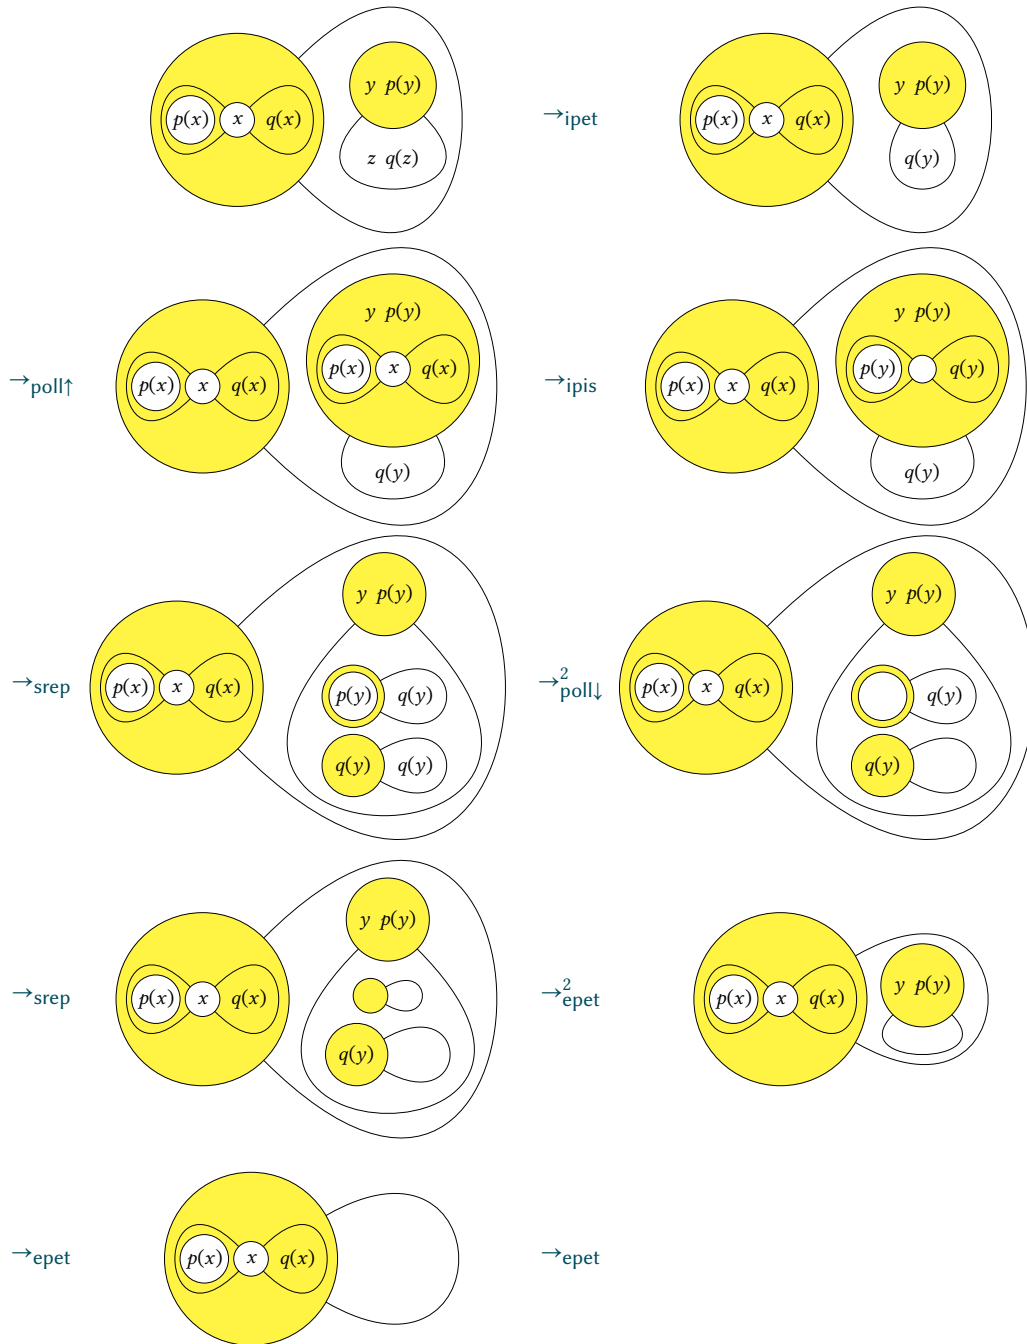 p(x) x q(x) y p(y) z q(z) →ipet p(x) x q(x) y p(y) q(y)
→poll↑ p(x) x q(x) y p(y) p(x) x q(x) q(y) →ipis p(x) x q(x) y p(y) p(y) q(y) q(y)
→srep p(x) x q(x) y p(y) p(y) q(y) q(y) q(y) →²poll↓ p(x) x q(x) y p(y) q(y) q(y)
→srep p(x) x q(x) y p(y) q(y) →²epet p(x) x q(x) y p(y)
→epet p(x) x q(x) →epet